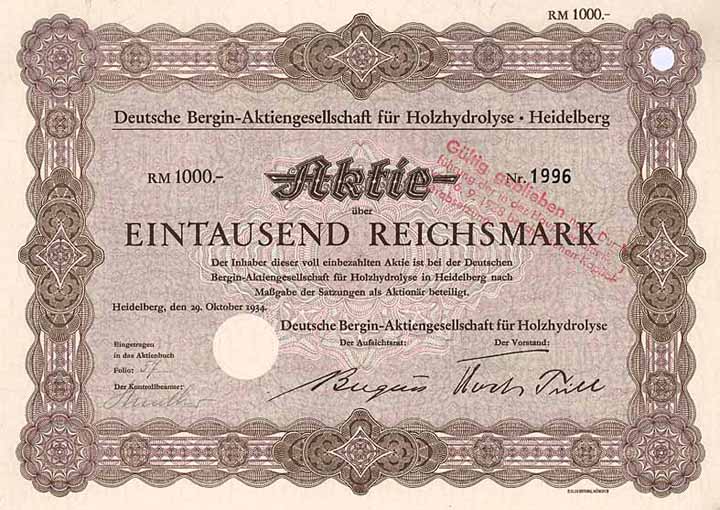 RM 1000.-
Deutsche Bergin-Aktiengesellschaft für Holzhydrolyse • Heidelberg
RM 1000.- Aktie Nr. 1996
über
EINTAUSEND REICHSMARK
Gültig geblieben
Der Inhaber dieser voll einbezahlten Aktie ist bei der Deutschen
Bergin-Aktiengesellschaft für Holzhydrolyse in Heidelberg nach
Maßgabe der Satzungen als Aktionär beteiligt.
Heidelberg, den 29. Oktober 1934.
Deutsche Bergin-Aktiengesellschaft für Holzhydrolyse
Der Aufsichtsrat: Der Vorstand:
Eingetragen
in das Aktienbuch
Folio: 57
Der Kontrollbeamte:
Bergius